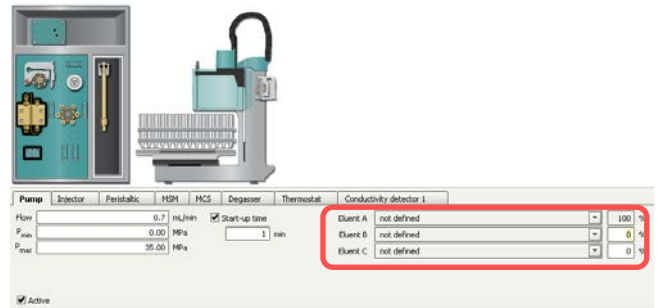 Pump Injector Peristaltic MSM MCS Degasser Thermostat Conductivity detector 1
Flow 0.7 mL/min Start-up time Eluent A not defined 100 %
Pmin 0.00 MPa 1 min Eluent B not defined 0 %
Pmax 35.00 MPa Eluent C not defined 0 %
Active